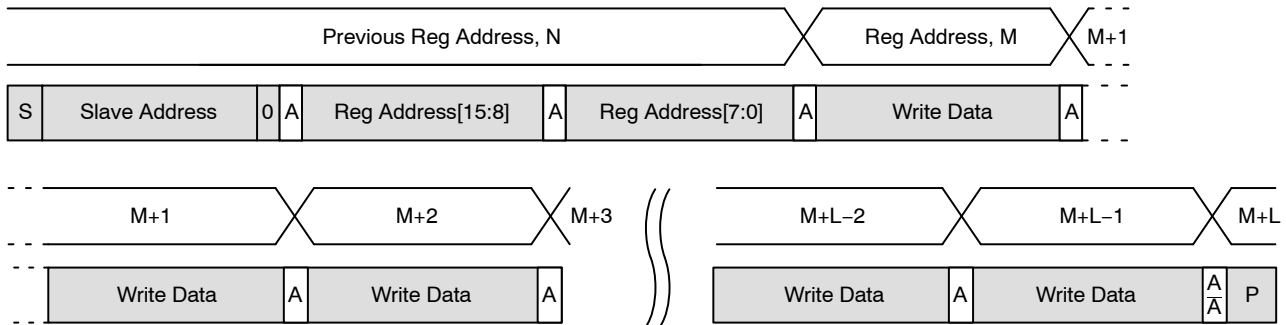 Previous Reg Address, N Reg Address, M M+1
S Slave Address 0 A Reg Address[15:8] A Reg Address[7:0] A Write Data A
M+1 M+2 M+3 M+L−2 M+L−1 M+L
Write Data A Write Data A Write Data A Write Data A P
A̅